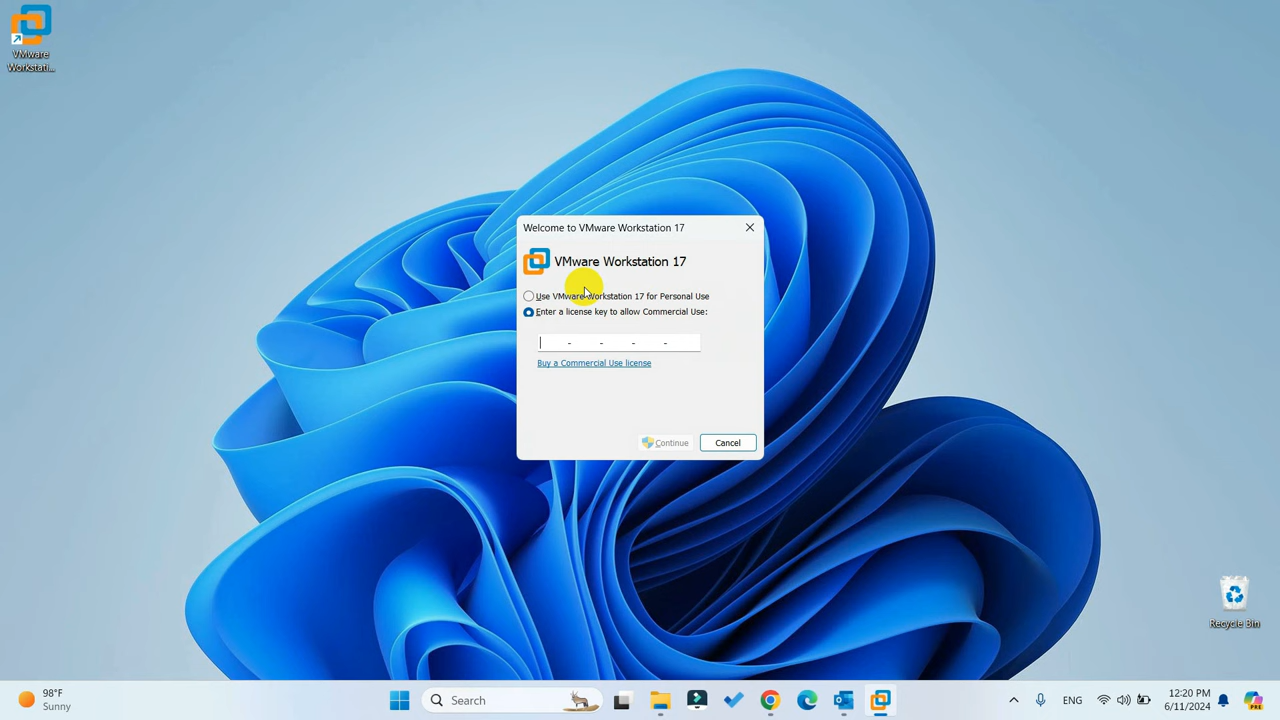 VMware
Workstati...
Welcome to VMware Workstation 17
VMware Workstation 17
Use VMware Workstation 17 for Personal Use
Enter a license key to allow Commercial Use:
- - - -
Buy a Commercial Use license
Continue
Cancel
Recycle Bin
98°F
Sunny
Search
ENG
12:20 PM
6/11/2024
PRE